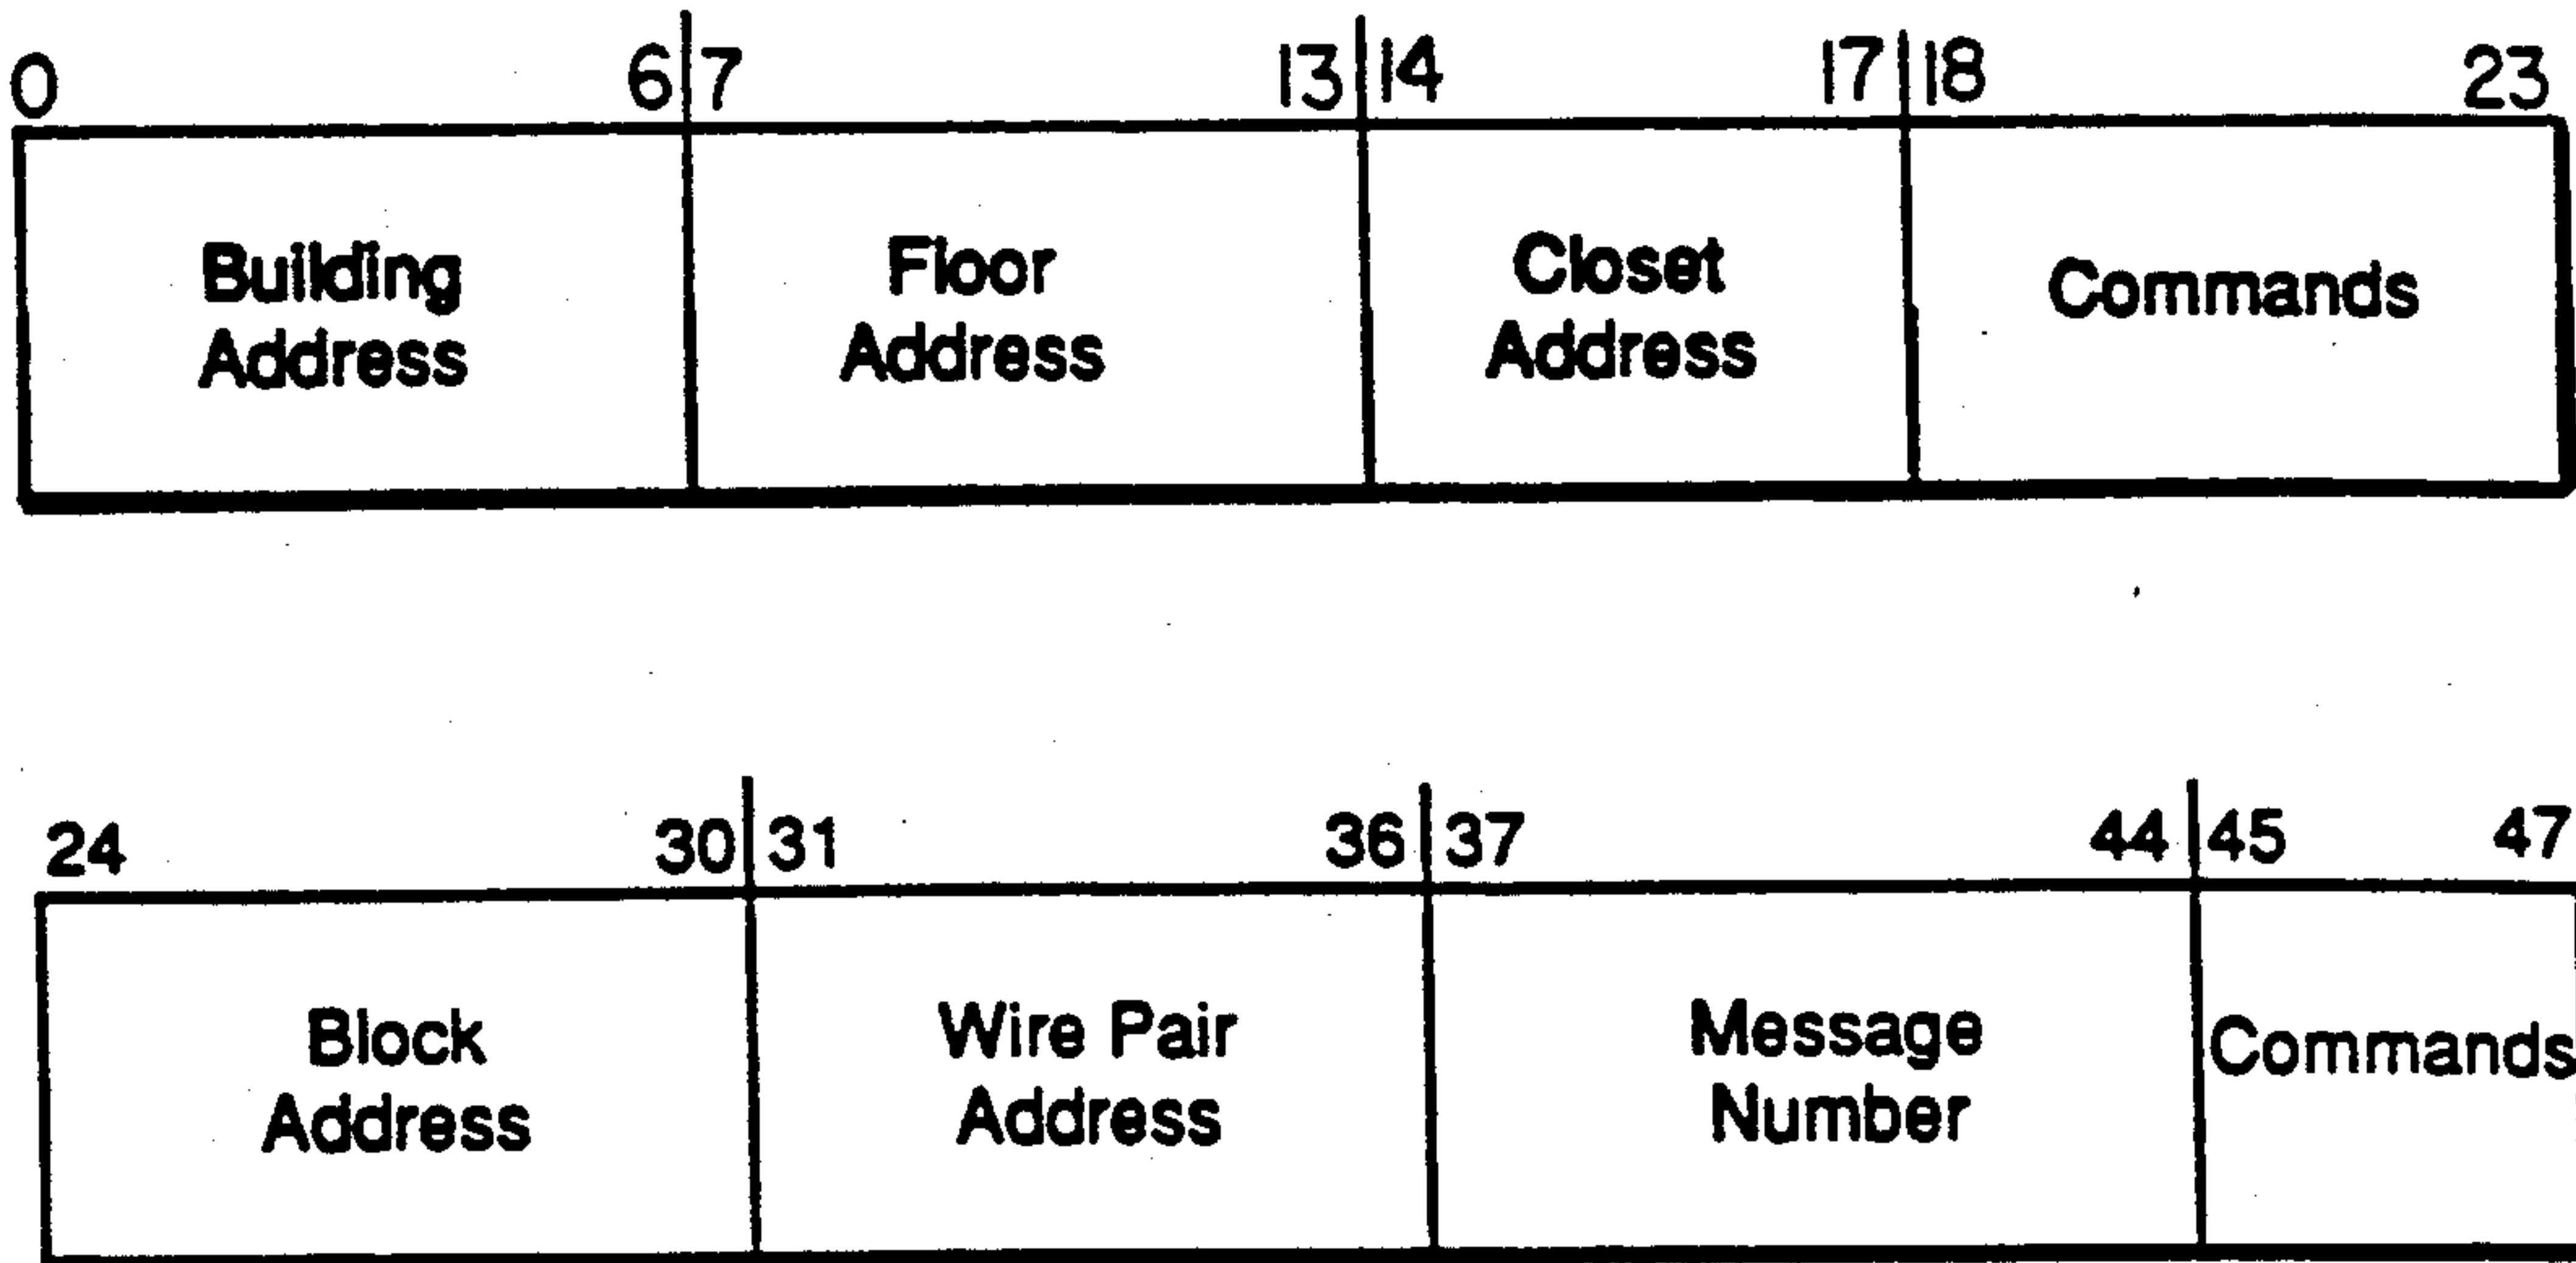 0 6 7 13 14 17 18 23
Building Floor Closet Commands
Address Address Address
24 30 31 36 37 44 45 47
Block Wire Pair Message Commands
Address Address Number